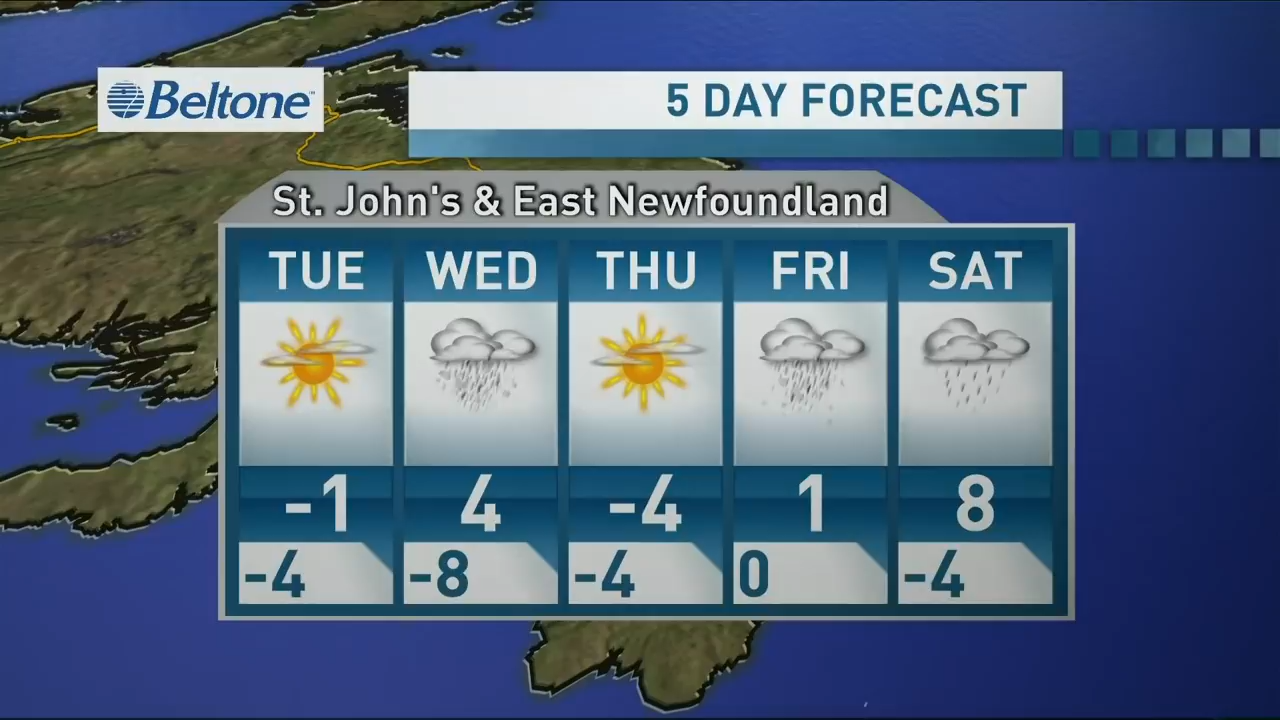 Beltone™
5 DAY FORECAST
St. John's & East Newfoundland
TUE WED THU FRI SAT
-1 4 -4 1 8
-4 -8 -4 0 -4